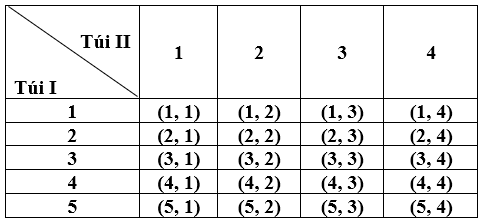 Túi II
Túi I
1 2 3 4
1 (1, 1) (1, 2) (1, 3) (1, 4)
2 (2, 1) (2, 2) (2, 3) (2, 4)
3 (3, 1) (3, 2) (3, 3) (3, 4)
4 (4, 1) (4, 2) (4, 3) (4, 4)
5 (5, 1) (5, 2) (5, 3) (5, 4)